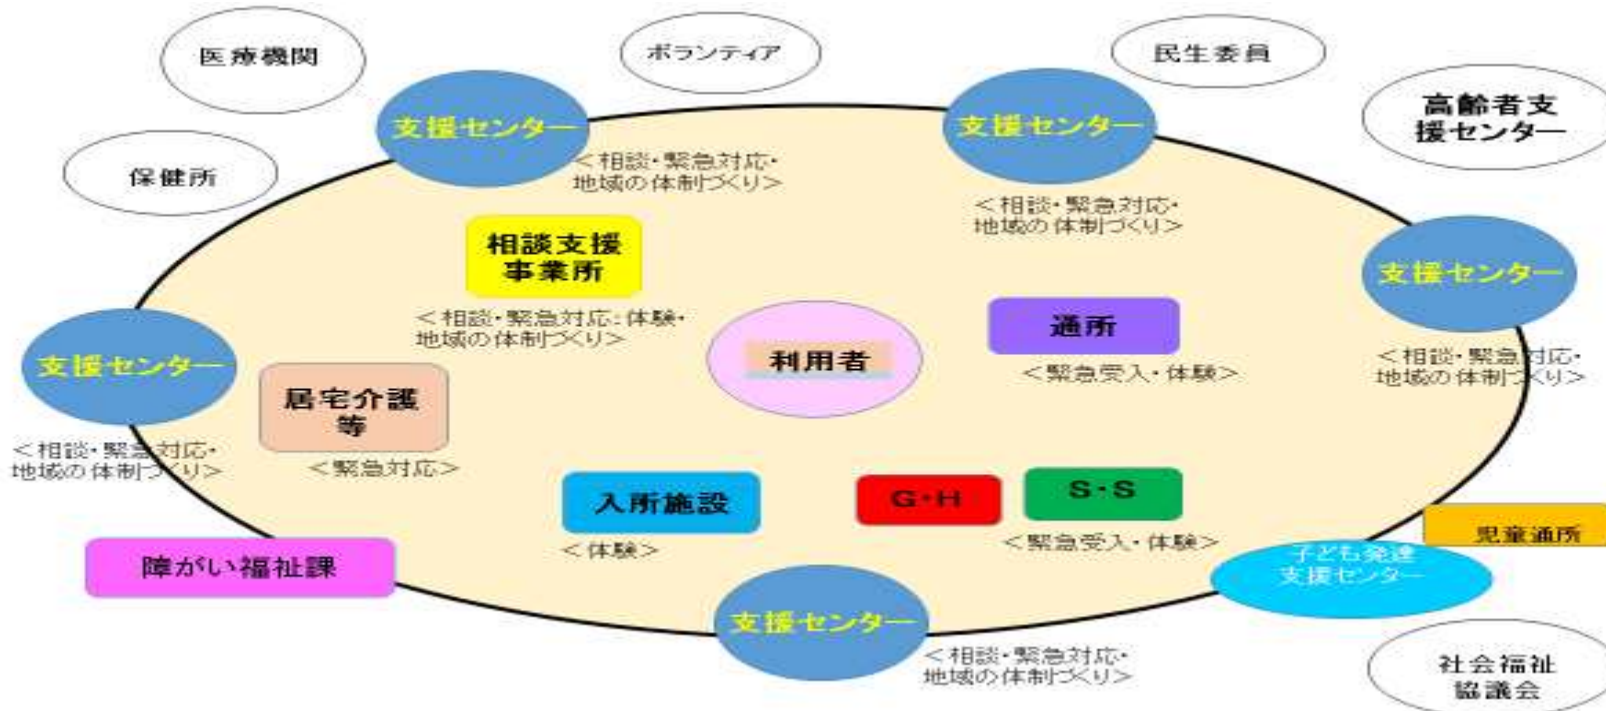 医療機関
ボランティア
民生委員
高齢者支
援センター
保健所
支援センター
<相談・緊急対応・
地域の体制づくり>
支援センター
<相談・緊急対応・
地域の体制づくり>
支援センター
<相談・緊急対応・
地域の体制づくり>
相談支援
事業所
<相談・緊急対応:体験・
地域の体制づくり>
利用者
通所
<緊急受入・体験>
支援センター
<相談・緊急対応・
地域の体制づくり>
居宅介護
等
<緊急対応>
入所施設
<体験>
G・H
S・S
<緊急受入・体験>
児童通所
子ども発達
支援センター
障がい福祉課
支援センター
<相談・緊急対応・
地域の体制づくり>
社会福祉
協議会